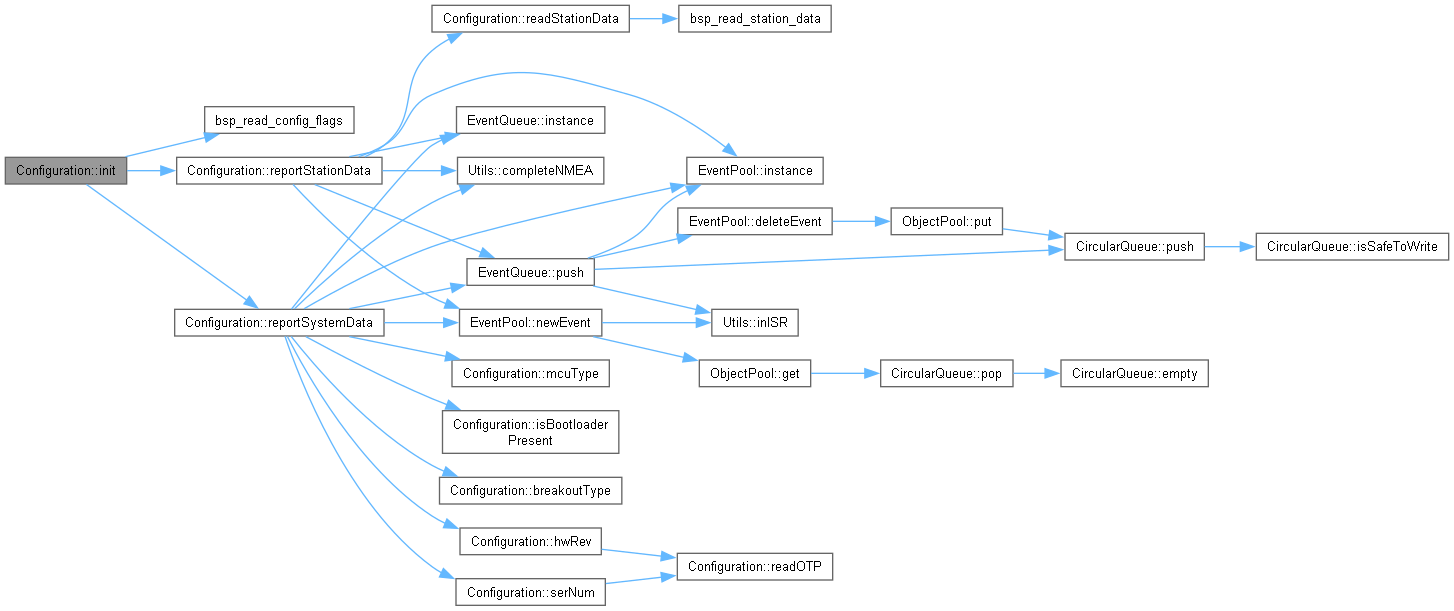 Configuration::readStationData
bsp_read_station_data
bsp_read_config_flags
EventQueue::instance
Configuration::init
Configuration::reportStationData
Utils::completeNMEA
EventPool::instance
EventPool::deleteEvent
ObjectPool::put
CircularQueue::push
CircularQueue::isSafeToWrite
EventQueue::push
Configuration::reportSystemData
EventPool::newEvent
Utils::inISR
Configuration::mcuType
ObjectPool::get
CircularQueue::pop
CircularQueue::empty
Configuration::isBootloader
Present
Configuration::breakoutType
Configuration::hwRev
Configuration::readOTP
Configuration::serNum